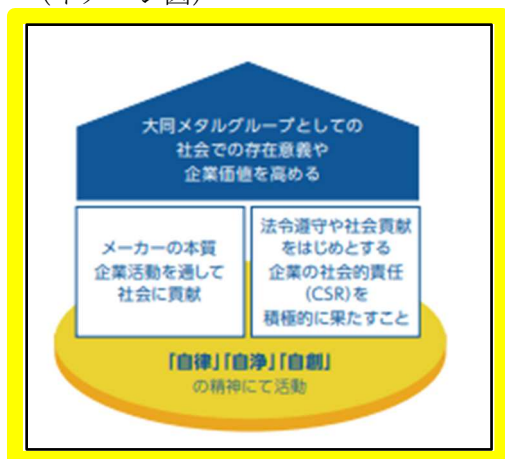 （イメージ図）
大同メタルグループとしての
社会での存在意義や
企業価値を高める
メーカーの本質
企業活動を通して
社会に貢献
法令遵守や社会貢献
をはじめとする
企業の社会的責任
(CSR)を
積極的に果たすこと
「自律」「自浄」「自創」
の精神にて活動